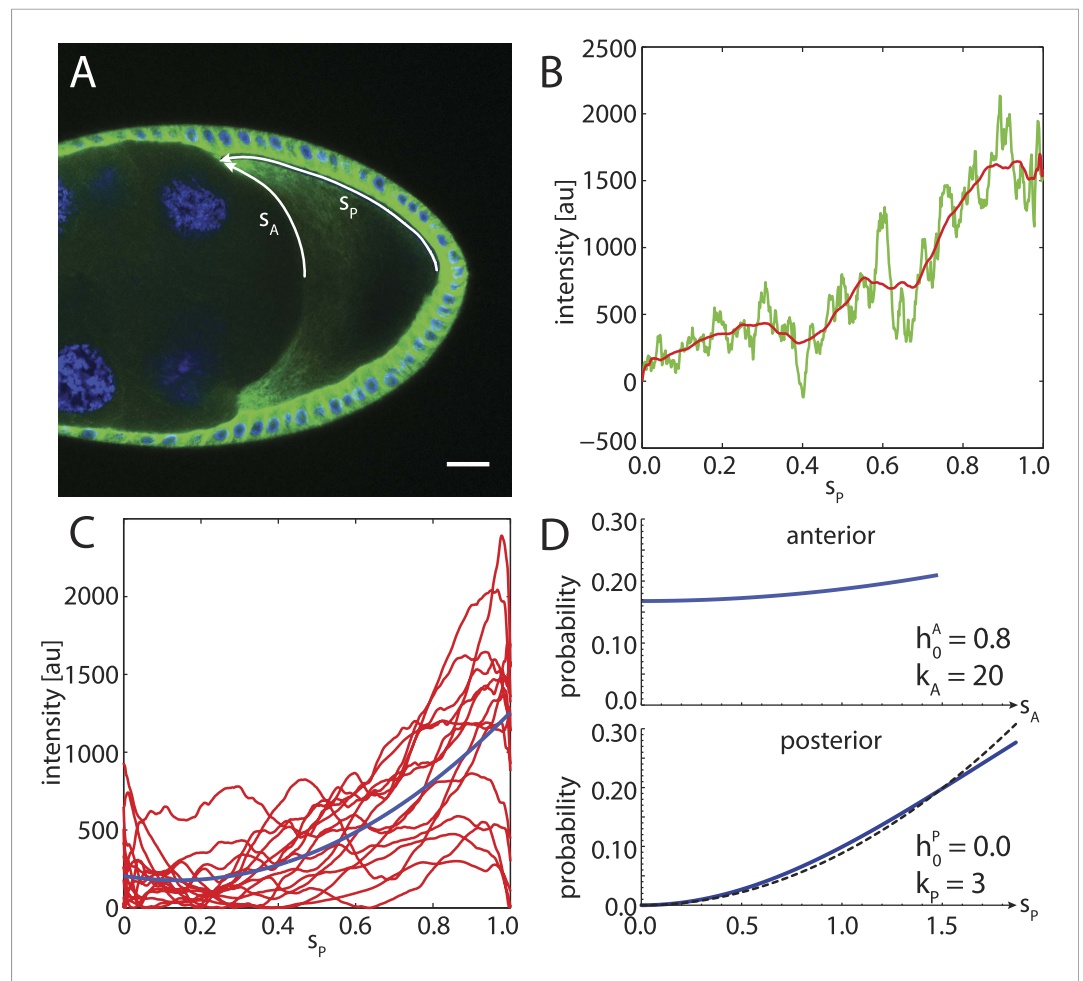 A
s_A
s_P
B
intensity [au]
2500
2000
1500
1000
500
0
−500
0.0 0.2 0.4 0.6 0.8 1.0
s_P
C
intensity [au]
2000
1500
1000
500
0
0 0.2 0.4 0.6 0.8 1.0
s_P
D
anterior
probability
0.30
0.20
0.10
0.0
h_0^A = 0.8
k_A = 20
s_A
posterior
probability
0.30
0.20
0.10
0.0
h_0^P = 0.0
k_P = 3
0.0 0.5 1.0 1.5
s_P